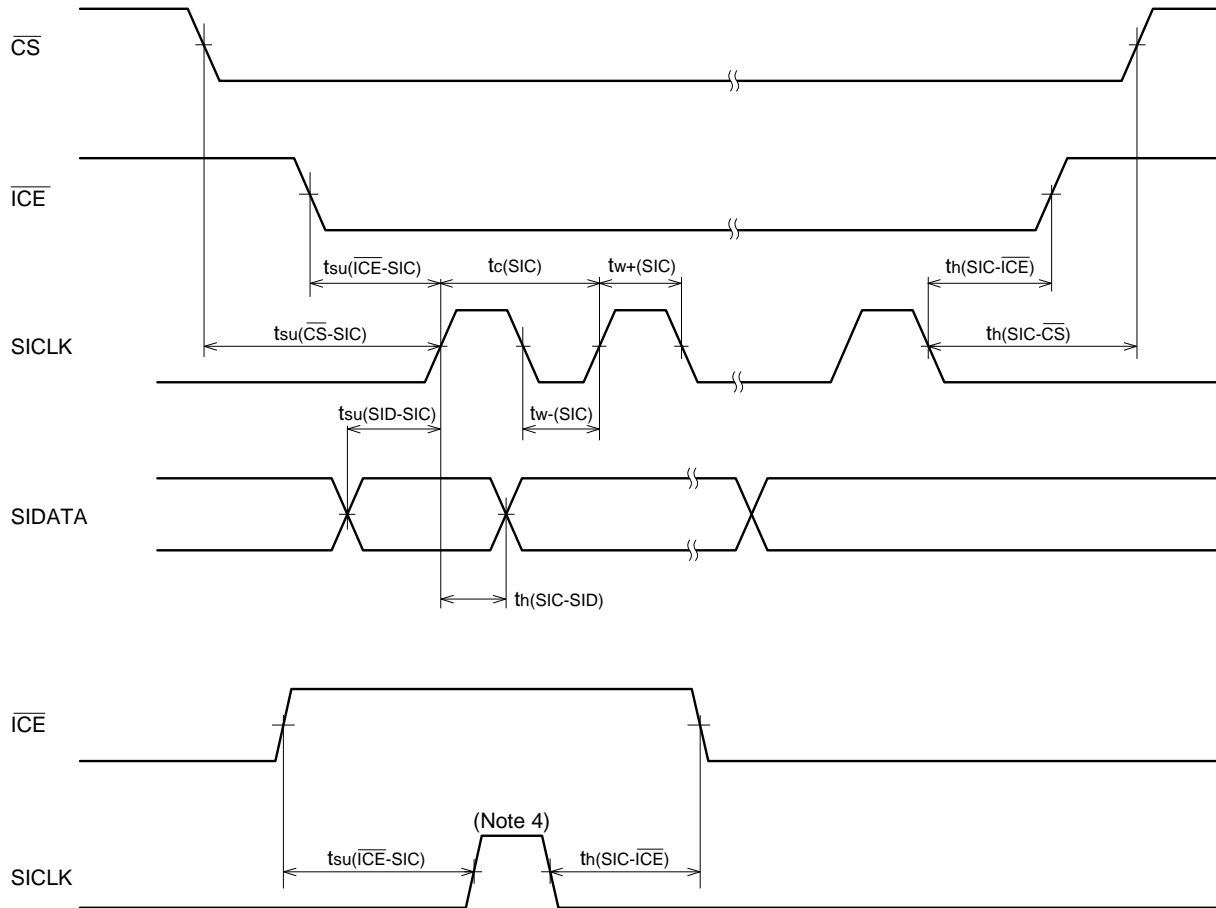 CS
ICE
tsu(ICE-SIC)
tc(SIC)
tw+(SIC)
th(SIC-ICE)
tsu(CS-SIC)
th(SIC-CS)
SICLK
tsu(SID-SIC)
tw-(SIC)
SIDATA
th(SIC-SID)
ICE
(Note 4)
tsu(ICE-SIC)
th(SIC-ICE)
SICLK